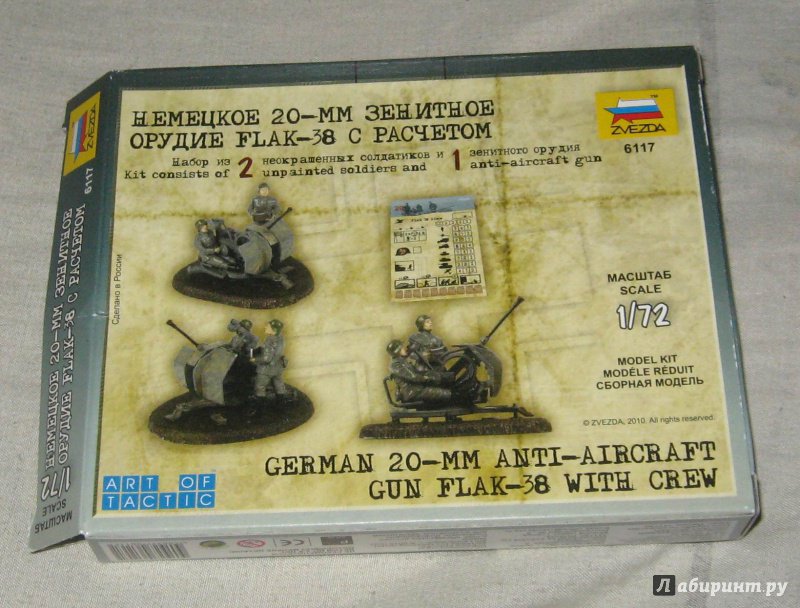 НЕМЕЦКОЕ 20-ММ ЗЕНИТНОЕ
ОРУДИЕ FLAK-38 С РАСЧЕТОМ
Набор из 2 неокрашенных солдатиков и 1 зенитного орудия
Kit consists of 2 unpainted soldiers and 1 anti-aircraft gun
ZVEZDA
6117
МАСШТАБ
SCALE
1/72
MODEL KIT
MODÈLE RÉDUIT
СБОРНАЯ МОДЕЛЬ
© ZVEZDA, 2010. All rights reserved.
GERMAN 20-MM ANTI-AIRCRAFT
GUN FLAK-38 WITH CREW
ART OF
TACTIC
Сделано в России
ZVEZDA
6117
НЕМЕЦКОЕ 20-ММ ЗЕНИТНОЕ
ОРУДИЕ FLAK-38 С РАСЧЕТОМ
1/72
МАСШТАБ
SCALE
Лабиринт.ру